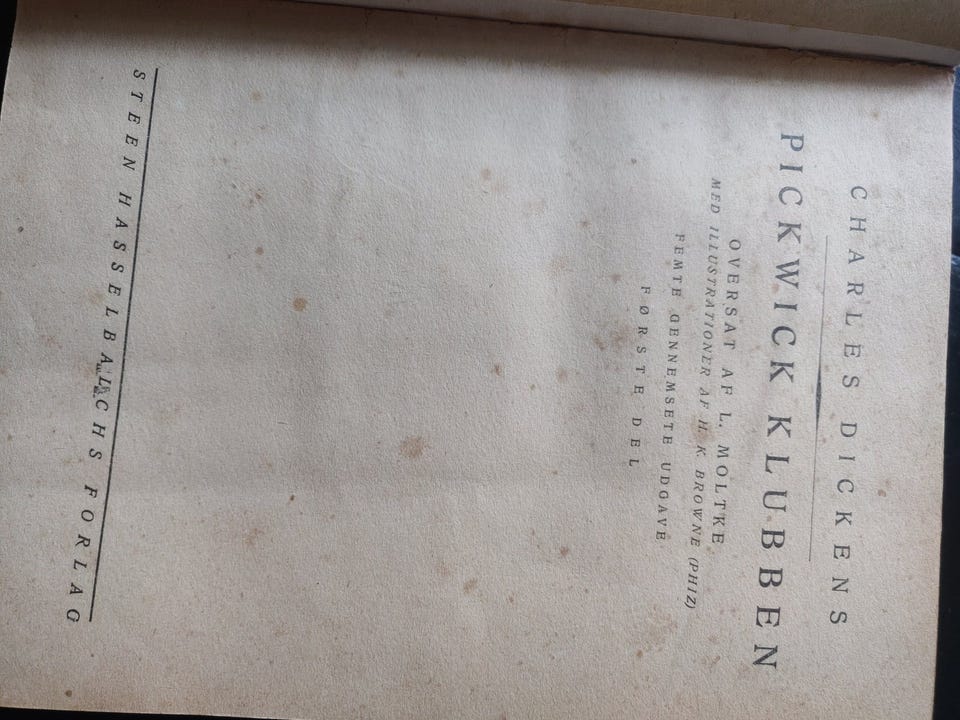 CHARLES DICKENS
PICKWICK KLUBBEN
OVERSAT AF L. MOLTKE
MED ILLUSTRATIONER AF H. K. BROWNE (PHIZ)
FEMTE GENNEMSETE UDGAVE
FØRSTE DEL
STEEN HASSELBALCHS FORLAG